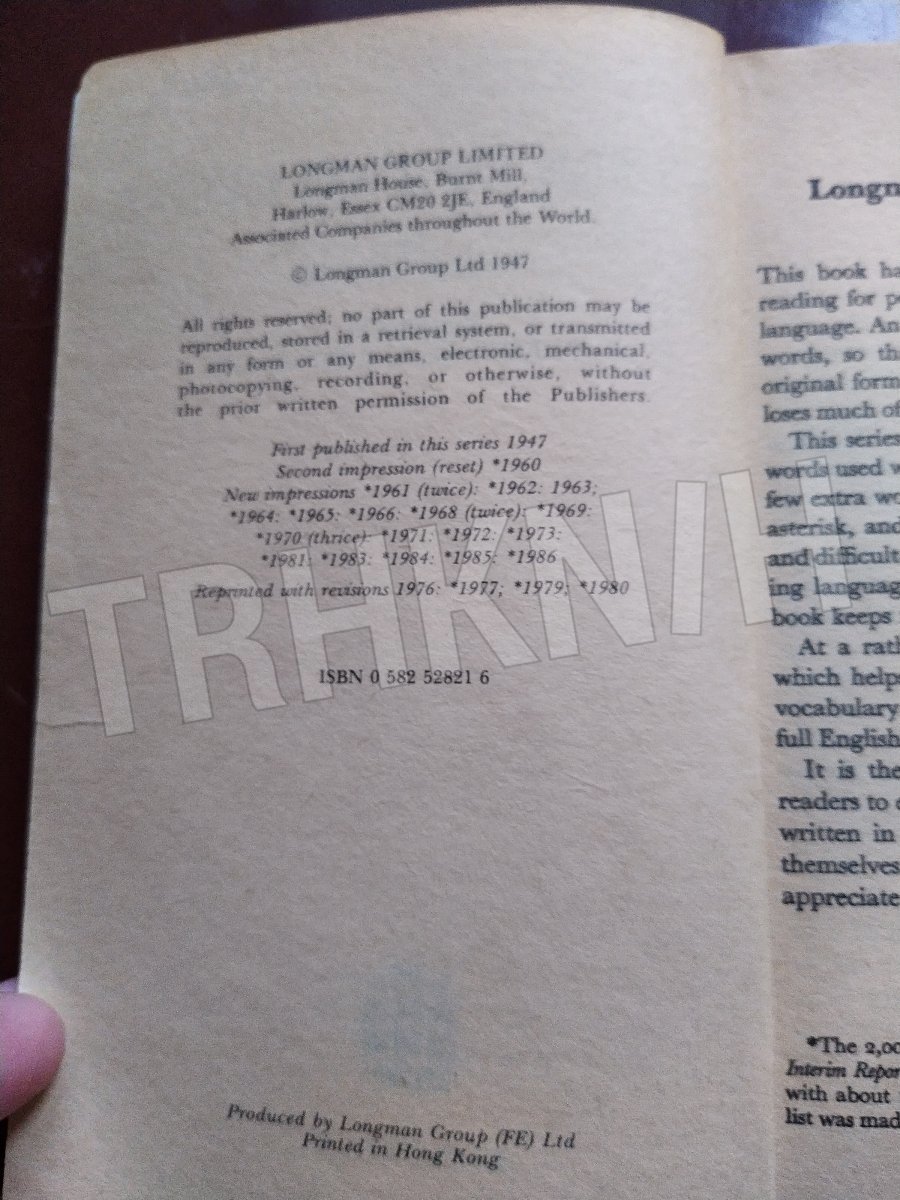 LONGMAN GROUP LIMITED
Longman House, Burnt Mill,
Harlow, Essex CM20 2JE, England
Associated Companies throughout the World.
© Longman Group Ltd 1947
All rights reserved; no part of this publication may be
reproduced, stored in a retrieval system, or transmitted
in any form or any means, electronic, mechanical,
photocopying, recording, or otherwise, without
the prior written permission of the Publishers.
First published in this series 1947
Second impression (reset) *1960
New impressions *1961 (twice); *1962; 1963;
*1964; *1965; *1966; *1968 (twice); *1969;
*1970 (thrice); *1971; *1972; *1973;
*1981; *1983; *1984; *1985; *1986
Reprinted with revisions 1976; *1977; *1979; *1980
ISBN 0 582 52821 6
Produced by Longman Group (FE) Ltd
Printed in Hong Kong
Longm
This book ha
reading for p
language. An
words, so th
original form
loses much of
This series
words used w
few extra wo
asterisk, and
and difficult
ing languag
book keeps
At a rath
which helps
vocabulary
full English
It is the
readers to
written in
themselves
appreciate
*The 2,00
Interim Repor
with about
list was mad
TRHKN/H